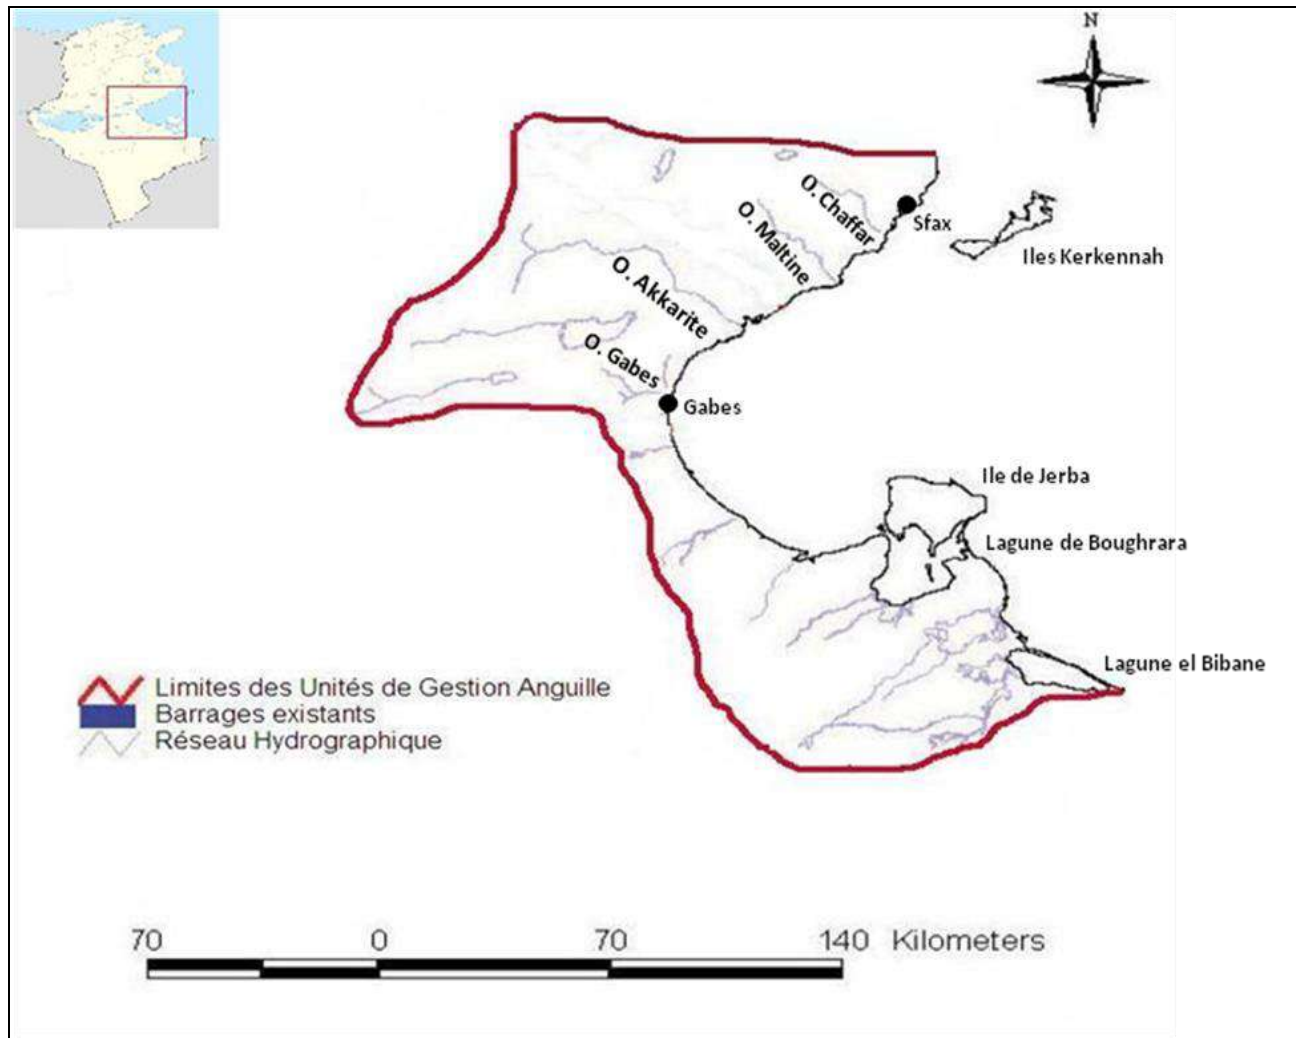 N
O. Chaffar
Sfax
O. Maltine
Iles Kerkennah
O. Akkarite
O. Gabes
Gabes
Ile de Jerba
Lagune de Boughrara
Lagune el Bibane
Limites des Unités de Gestion Anguille
Barrages existants
Réseau Hydrographique
70 0 70 140 Kilometers